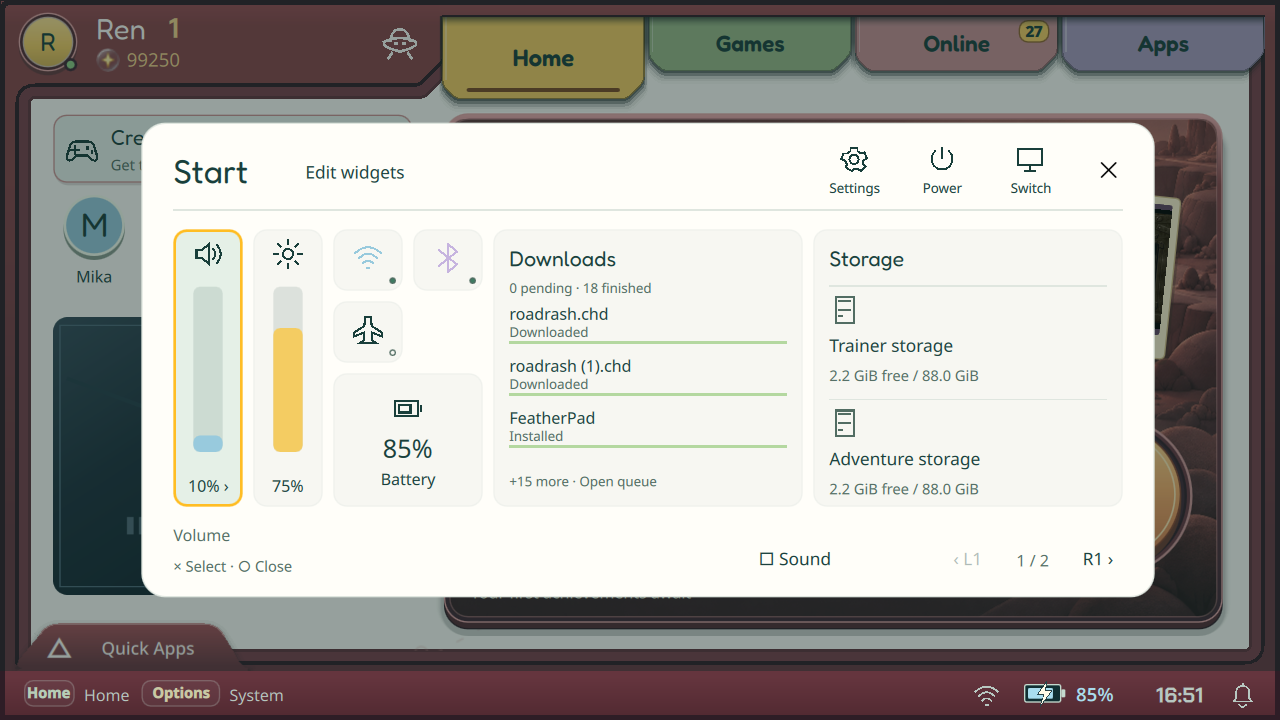 R
Ren 1
99250
Home
Games
Online
27
Apps
Cre
Get
M
Mika
Start
Edit widgets
Settings
Power
Switch
10% ›
75%
85%
Battery
Downloads
0 pending · 18 finished
roadrash.chd
Downloaded
roadrash (1).chd
Downloaded
FeatherPad
Installed
+15 more · Open queue
Storage
Trainer storage
2.2 GiB free / 88.0 GiB
Adventure storage
2.2 GiB free / 88.0 GiB
Volume
× Select · ○ Close
□ Sound
‹ L1
1 / 2
R1 ›
Quick Apps
Home Home Options System
85%
16:51